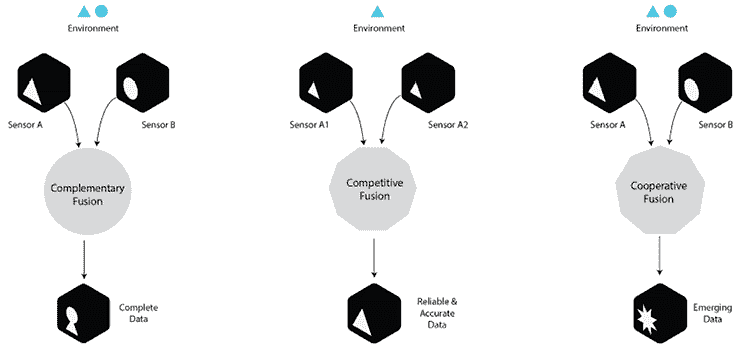 Environment
Sensor A
Sensor B
Complementary
Fusion
Complete
Data
Environment
Sensor A1
Sensor A2
Competitive
Fusion
Reliable &
Accurate
Data
Environment
Sensor A
Sensor B
Cooperative
Fusion
Emerging
Data